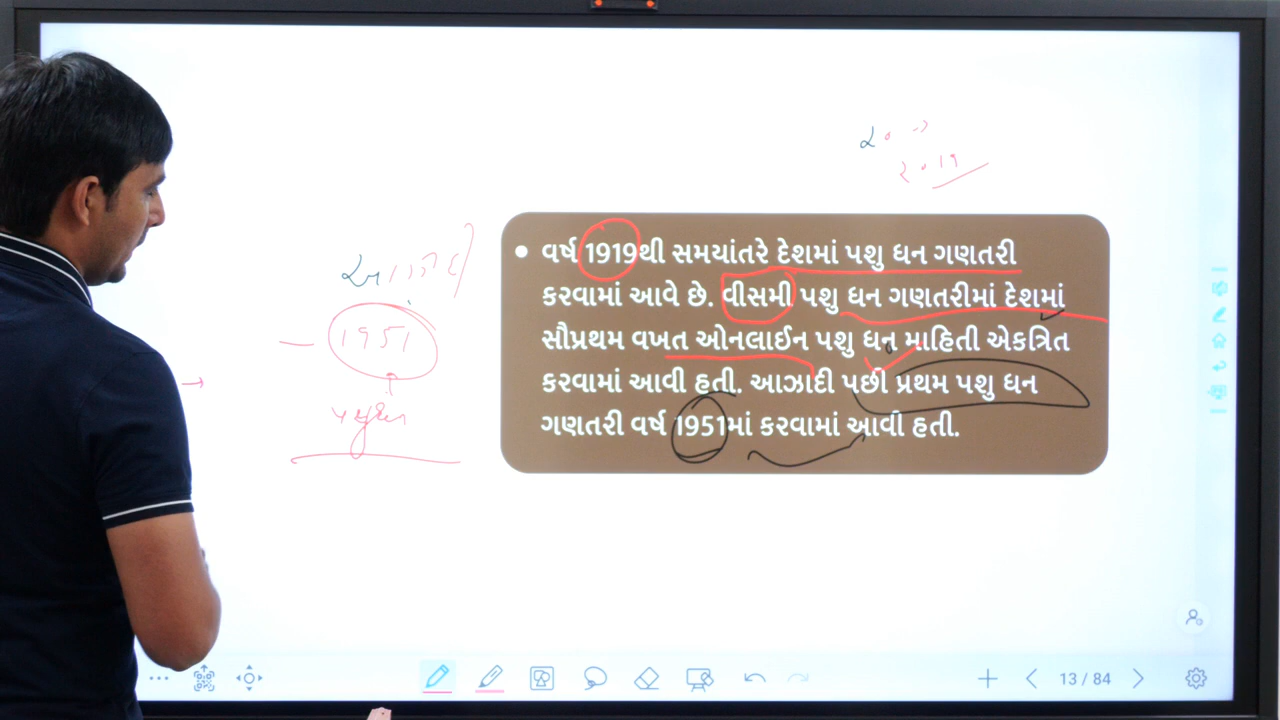 ૨૦ →
૨૦૧૧
• વર્ષ 1919થી સમયાંતરે દેશમાં પશુ ધન ગણતરી
કરવામાં આવે છે. વીસમી પશુ ધન ગણતરીમાં દેશમાં
સૌપ્રથમ વખત ઓનલાઈન પશુ ધન માહિતી એકત્રિત
કરવામાં આવી હતી. આઝાદી પછી પ્રથમ પશુ ધન
ગણતરી વર્ષ 1951માં કરવામાં આવી હતી.
1951
13 / 84